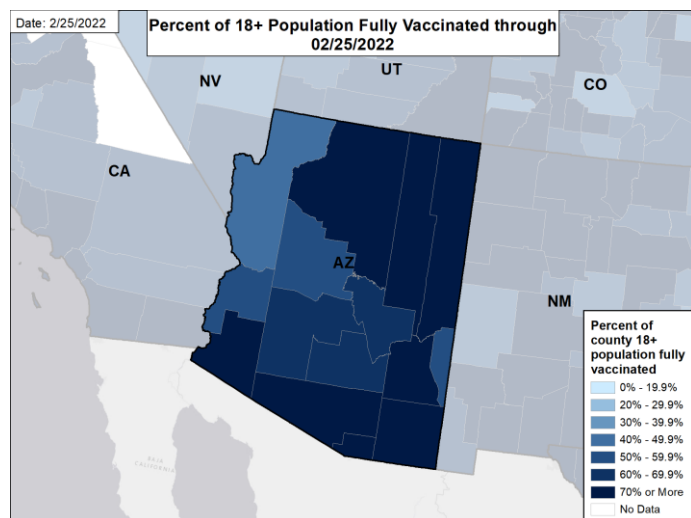 Date: 2/25/2022
Percent of 18+ Population Fully Vaccinated through
02/25/2022
NV
UT
CO
CA
AZ
NM
BAJA
CALIFORNIA
Percent of
county 18+
population fully
vaccinated
0% - 19.9%
20% - 29.9%
30% - 39.9%
40% - 49.9%
50% - 59.9%
60% - 69.9%
70% or More
No Data